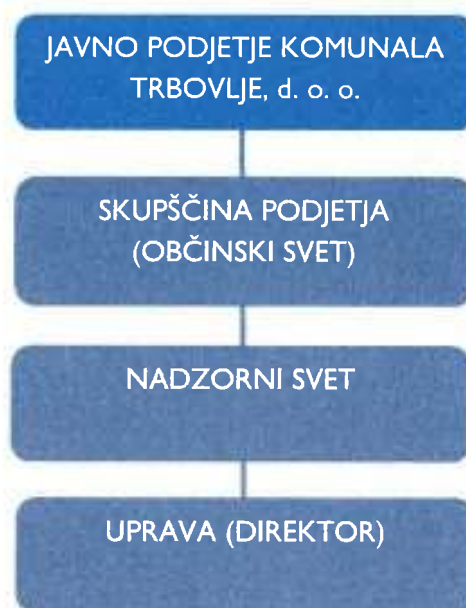 JAVNO PODJETJE KOMUNALA
TRBOVLJE, d. o. o.
SKUPŠČINA PODJETJA
(OBČINSKI SVET)
NADZORNI SVET
UPRAVA (DIREKTOR)